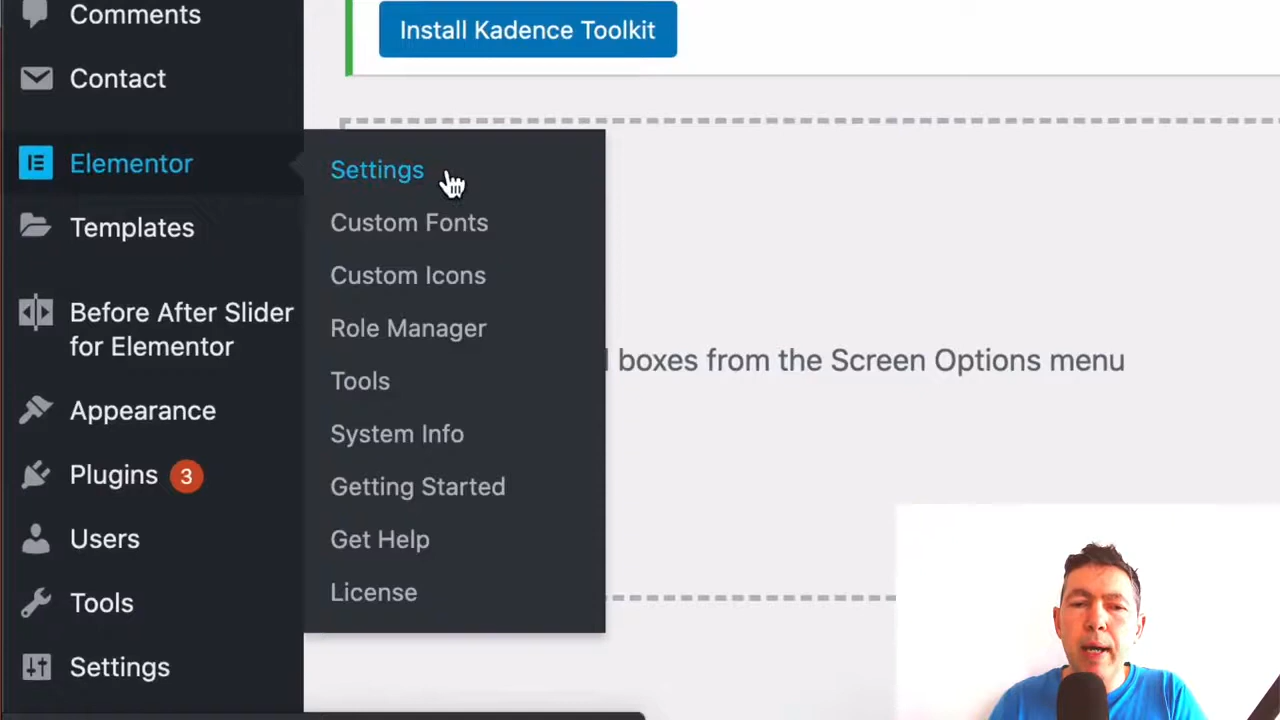 Comments
Install Kadence Toolkit
Contact
Elementor
Settings
Custom Fonts
Templates
Custom Icons
Before After Slider
for Elementor
Role Manager
boxes from the Screen Options menu
Tools
Appearance
System Info
Plugins 3
Getting Started
Users
Get Help
License
Tools
Settings